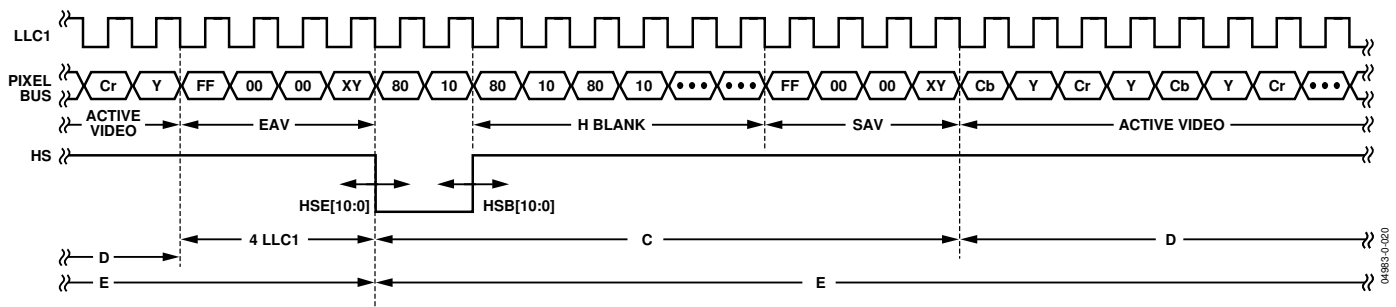 LLC1
PIXEL BUS Cr Y FF 00 00 XY 80 10 80 10 80 10 ••• ••• FF 00 00 XY Cb Y Cr Y Cb Y Cr •••
ACTIVE VIDEO EAV H BLANK SAV ACTIVE VIDEO
HS
HSE[10:0] HSB[10:0]
4 LLC1 C D
D
E E
04983-0-020